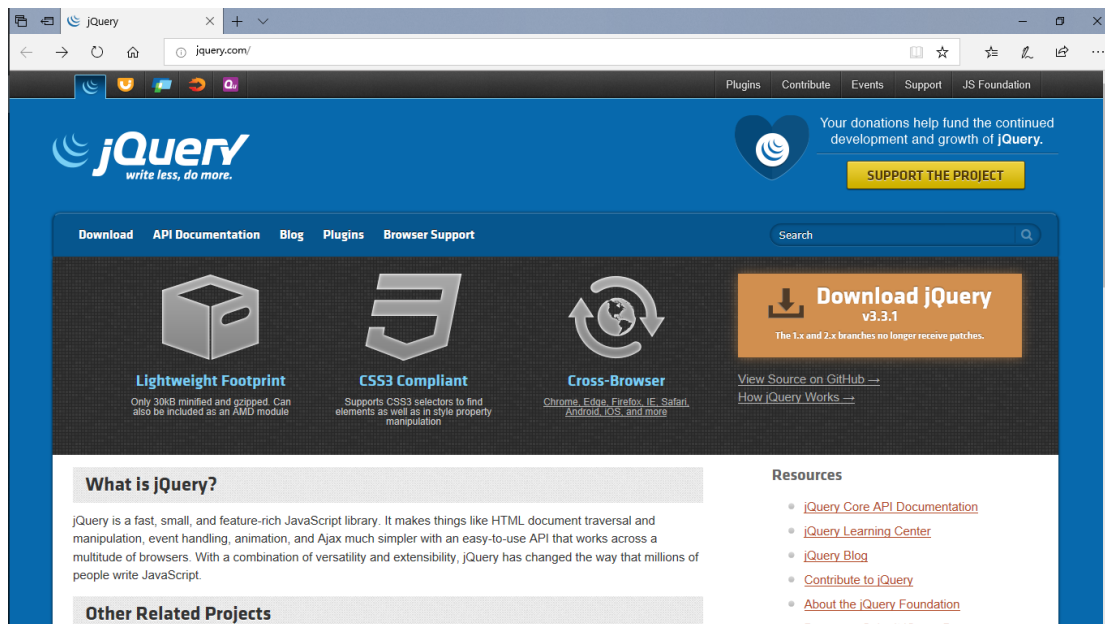 jQuery
jquery.com/
Plugins Contribute Events Support JS Foundation
jQuery
write less, do more.
Your donations help fund the continued
development and growth of jQuery.
SUPPORT THE PROJECT
Download API Documentation Blog Plugins Browser Support
Search
Lightweight Footprint
Only 30kB minified and gzipped. Can
also be included as an AMD module
CSS3 Compliant
Supports CSS3 selectors to find
elements as well as in style property
manipulation
Cross-Browser
Chrome, Edge, Firefox, IE, Safari,
Android, iOS, and more
Download jQuery
v3.3.1
The 1.x and 2.x branches no longer receive patches.
View Source on GitHub →
How jQuery Works →
What is jQuery?
jQuery is a fast, small, and feature-rich JavaScript library. It makes things like HTML document traversal and
manipulation, event handling, animation, and Ajax much simpler with an easy-to-use API that works across a
multitude of browsers. With a combination of versatility and extensibility, jQuery has changed the way that millions of
people write JavaScript.
Other Related Projects
Resources
jQuery Core API Documentation
jQuery Learning Center
jQuery Blog
Contribute to jQuery
About the jQuery Foundation